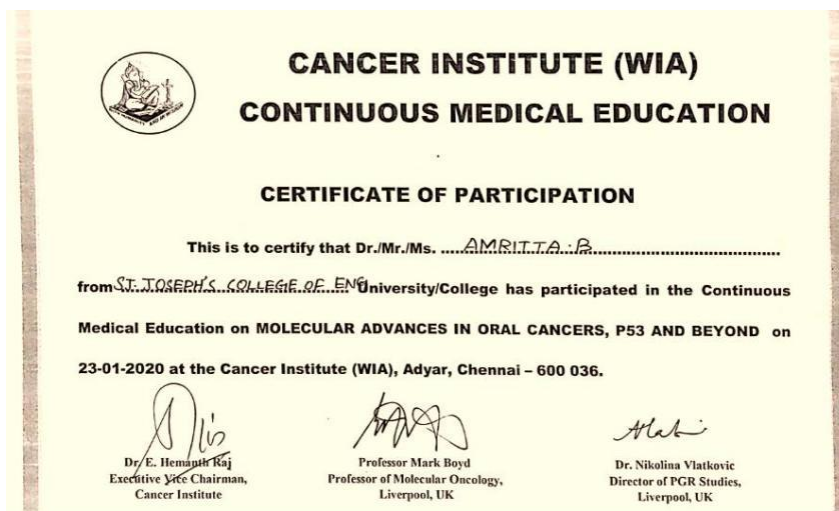 CANCER INSTITUTE (WIA)
CONTINUOUS MEDICAL EDUCATION
CERTIFICATE OF PARTICIPATION
This is to certify that Dr./Mr./Ms. .....AMRITTA.B.............................................
from ST. JOSEPH'S COLLEGE OF ENG University/College has participated in the Continuous
Medical Education on MOLECULAR ADVANCES IN ORAL CANCERS, P53 AND BEYOND on
23-01-2020 at the Cancer Institute (WIA), Adyar, Chennai – 600 036.
Dr. E. Hemanth Raj
Executive Vice Chairman,
Cancer Institute
Professor Mark Boyd
Professor of Molecular Oncology,
Liverpool, UK
Dr. Nikolina Vlatkovic
Director of PGR Studies,
Liverpool, UK